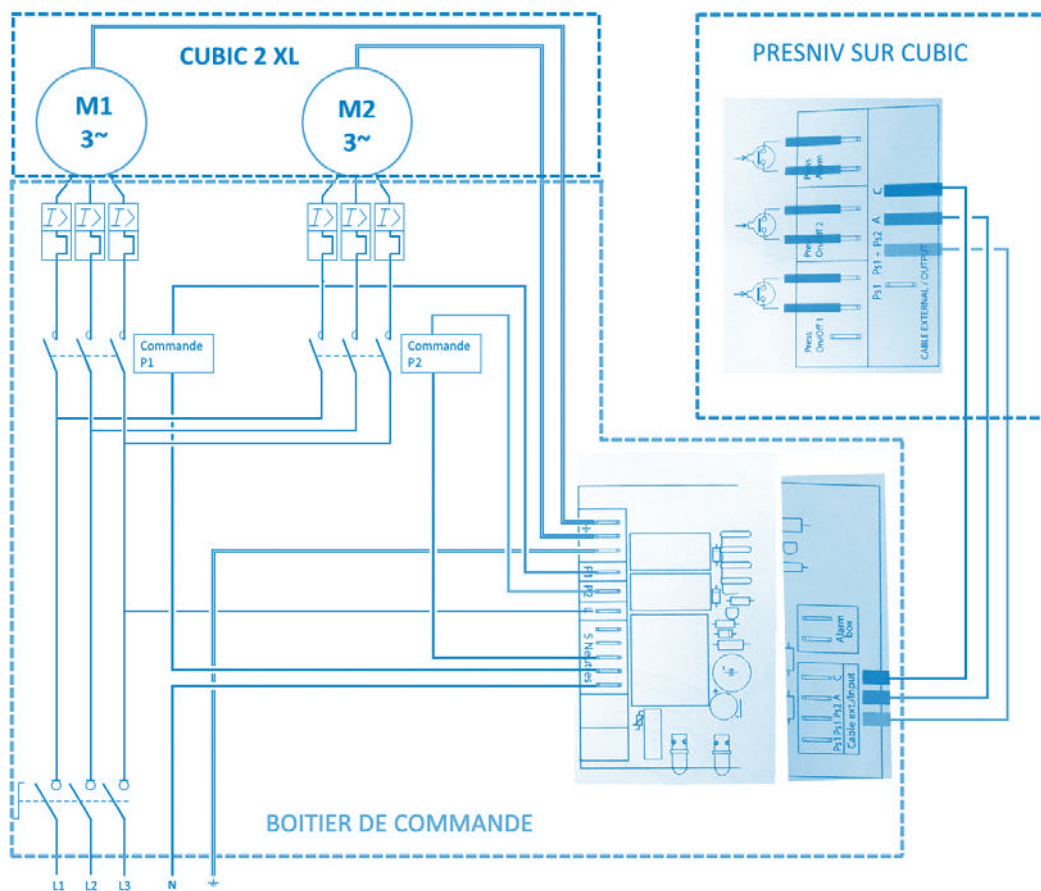 CUBIC 2 XL
M1
3~
M2
3~
PRESNIV SUR CUBIC
Press
Alarm
Press
On/Off 2
Press
On/Off 1
C
A
Ps1 + Ps2
Ps1
CABLE EXTERNAL / OUTPUT
I>
I>
I>
I>
I>
I>
Commande
P1
Commande
P2
P1
P2
L
5 Neutres
Alarm
box
C
A
Ps2
Ps1
Ps1
Cable ext./Input
BOITIER DE COMMANDE
L1
L2
L3
N